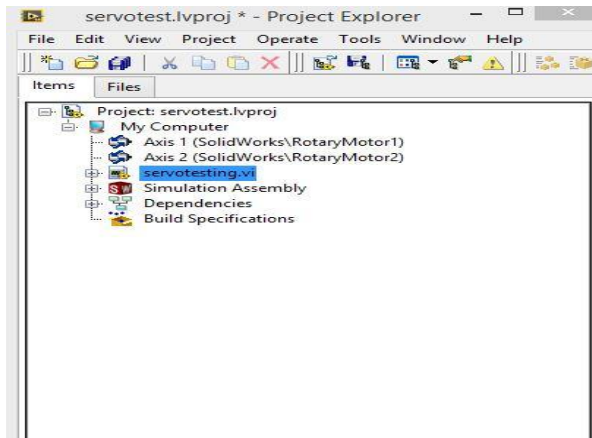 servotest.lvproj * - Project Explorer
File Edit View Project Operate Tools Window Help
Items Files
Project: servotest.lvproj
My Computer
Axis 1 (SolidWorks\RotaryMotor1)
Axis 2 (SolidWorks\RotaryMotor2)
servotesting.vi
SW Simulation Assembly
Dependencies
Build Specifications